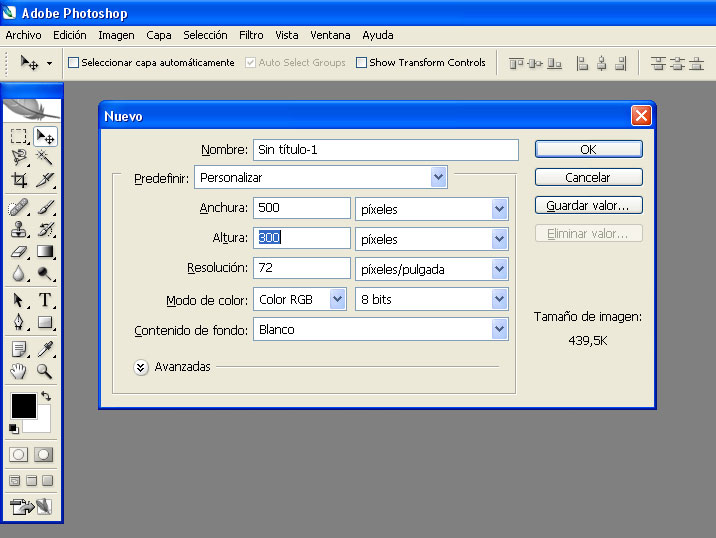 Adobe Photoshop
Archivo Edición Imagen Capa Selección Filtro Vista Ventana Ayuda
Seleccionar capa automáticamente Auto Select Groups Show Transform Controls
Nuevo
Nombre: Sin título-1 OK
Predefinir: Personalizar Cancelar
Anchura: 500 píxeles Guardar valor...
Altura: 300 píxeles Eliminar valor...
Resolución: 72 píxeles/pulgada
Modo de color: Color RGB 8 bits
Contenido de fondo: Blanco
Tamaño de imagen:
439,5K
Avanzadas